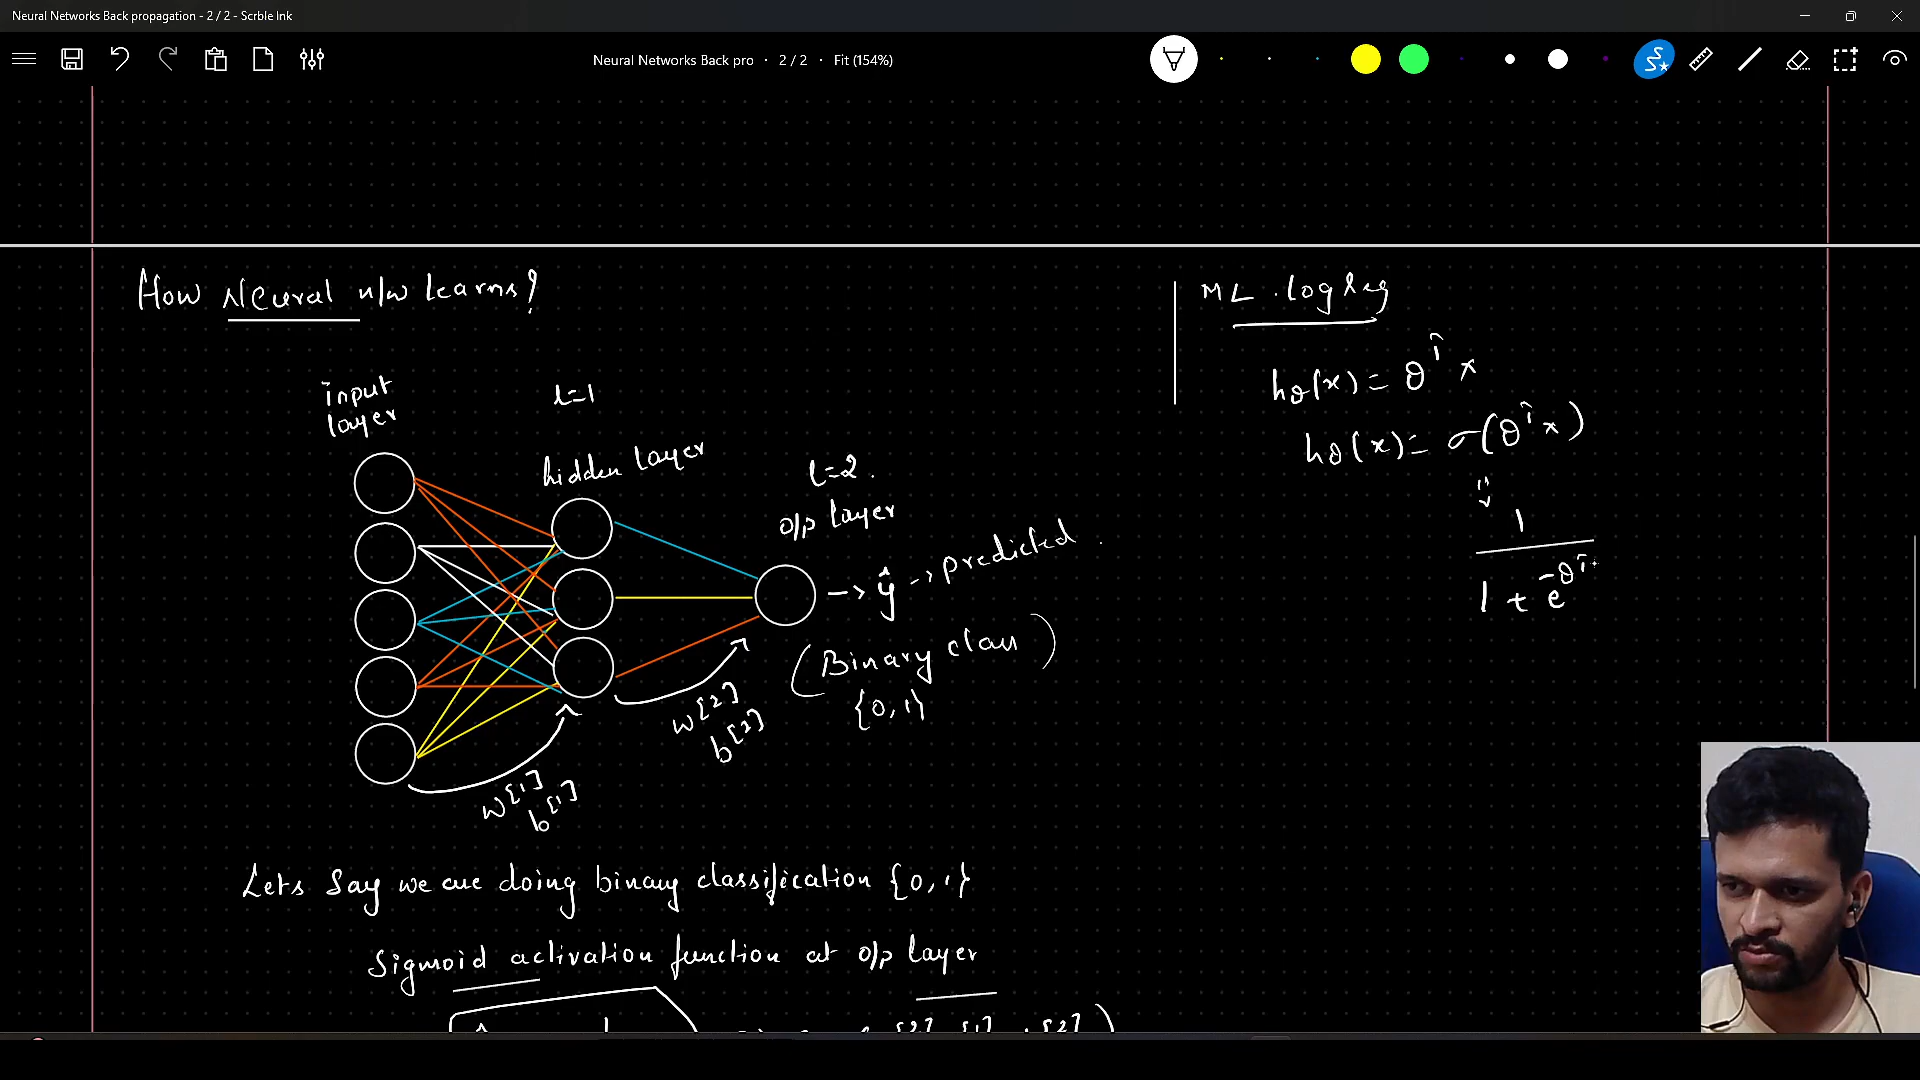 Neural Networks Back propagation - 2 / 2 - Scrble Ink
Neural Networks Back pro · 2 / 2 · Fit (154%)
How Neural n/w learns?
ML . log Reg
hθ(x) = θᵀx
hθ(x) = σ(θᵀx)
1
1 + e^-θᵀ
input
layer
l=1
hidden layer
l=2.
o/p layer
→ ŷ → predicted.
(Binary class)
{0,1}
w[2]
b[2]
w[1]
b[1]
Lets say we are doing binary classification {0,1}
Sigmoid activation function at o/p layer